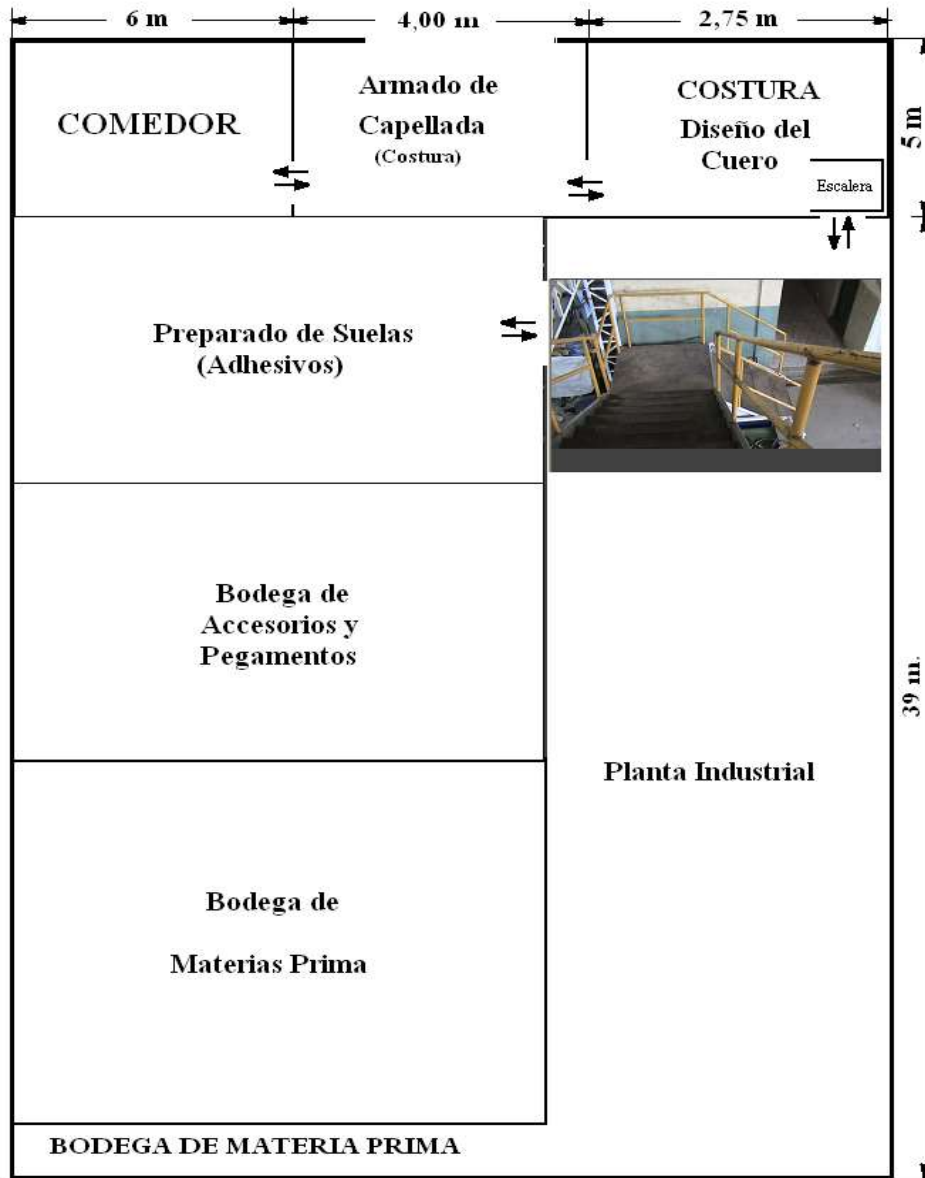 6 m 4,00 m 2,75 m
COMEDOR
Armado de
Capellada
(Costura)
COSTURA
Diseño del
Cuero
Escalera
5 m
Preparado de Suelas
(Adhesivos)
Bodega de
Accesorios y
Pegamentos
39 m.
Planta Industrial
Bodega de
Materias Prima
BODEGA DE MATERIA PRIMA